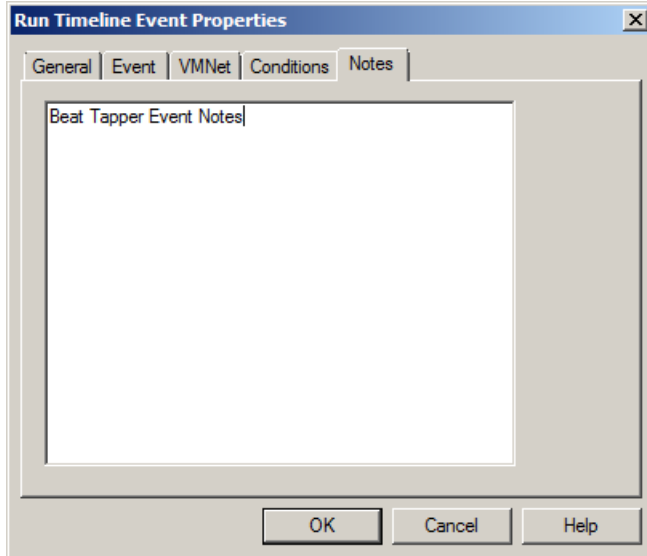 Run Timeline Event Properties
General Event VMNet Conditions Notes
Beat Tapper Event Notes
OK Cancel Help